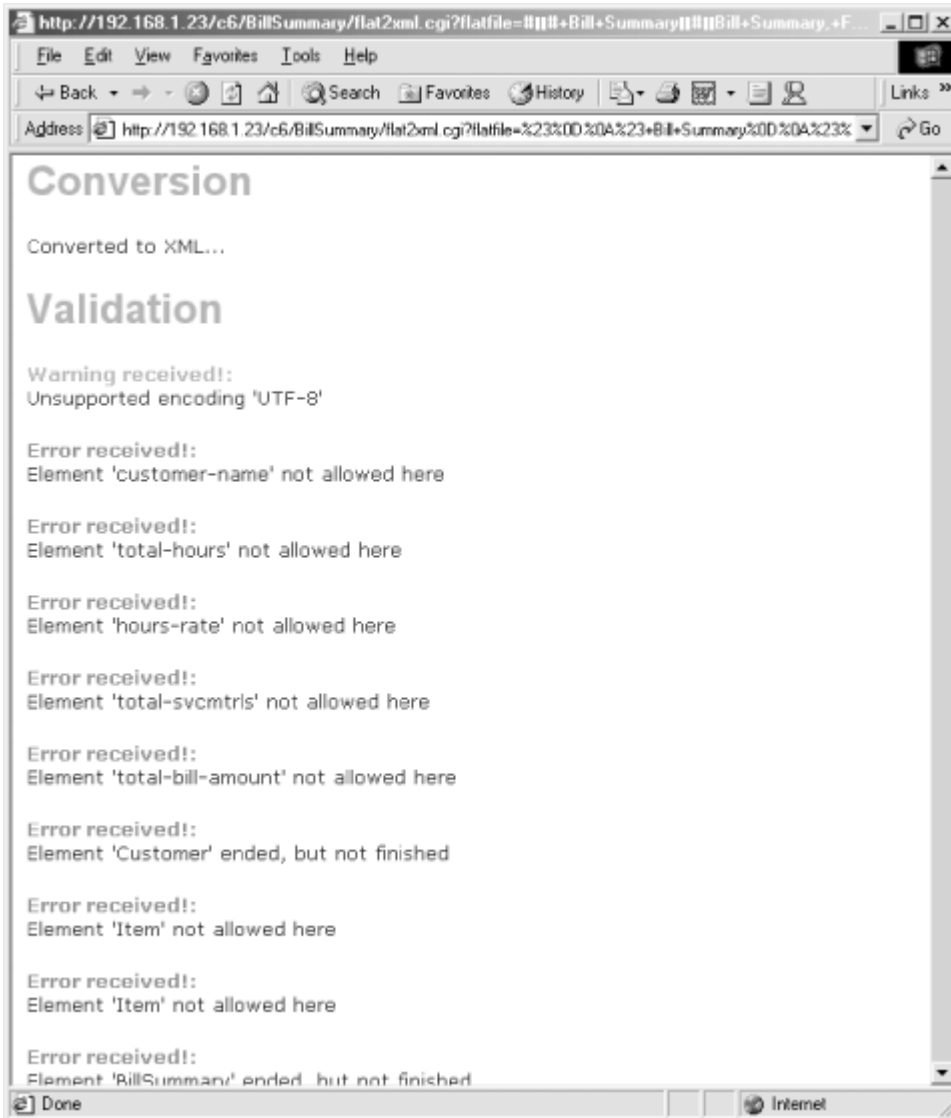 http://192.168.1.23/c6/BillSummary/flat2xml.cgi?flatfile=#||#+Bill+Summary||#||Bill+Summary,+F...
File Edit View Favorites Tools Help
Back Search Favorites History Links »
Address http://192.168.1.23/c6/BillSummary/flat2xml.cgi?flatfile=%23%0D%0A%23+Bill+Summary%0D%0A%23% Go
Conversion
Converted to XML...
Validation
Warning received!:
Unsupported encoding 'UTF-8'
Error received!:
Element 'customer-name' not allowed here
Error received!:
Element 'total-hours' not allowed here
Error received!:
Element 'hours-rate' not allowed here
Error received!:
Element 'total-svcmtrls' not allowed here
Error received!:
Element 'total-bill-amount' not allowed here
Error received!:
Element 'Customer' ended, but not finished
Error received!:
Element 'Item' not allowed here
Error received!:
Element 'Item' not allowed here
Error received!:
Element 'BillSummary' ended, but not finished
Done Internet